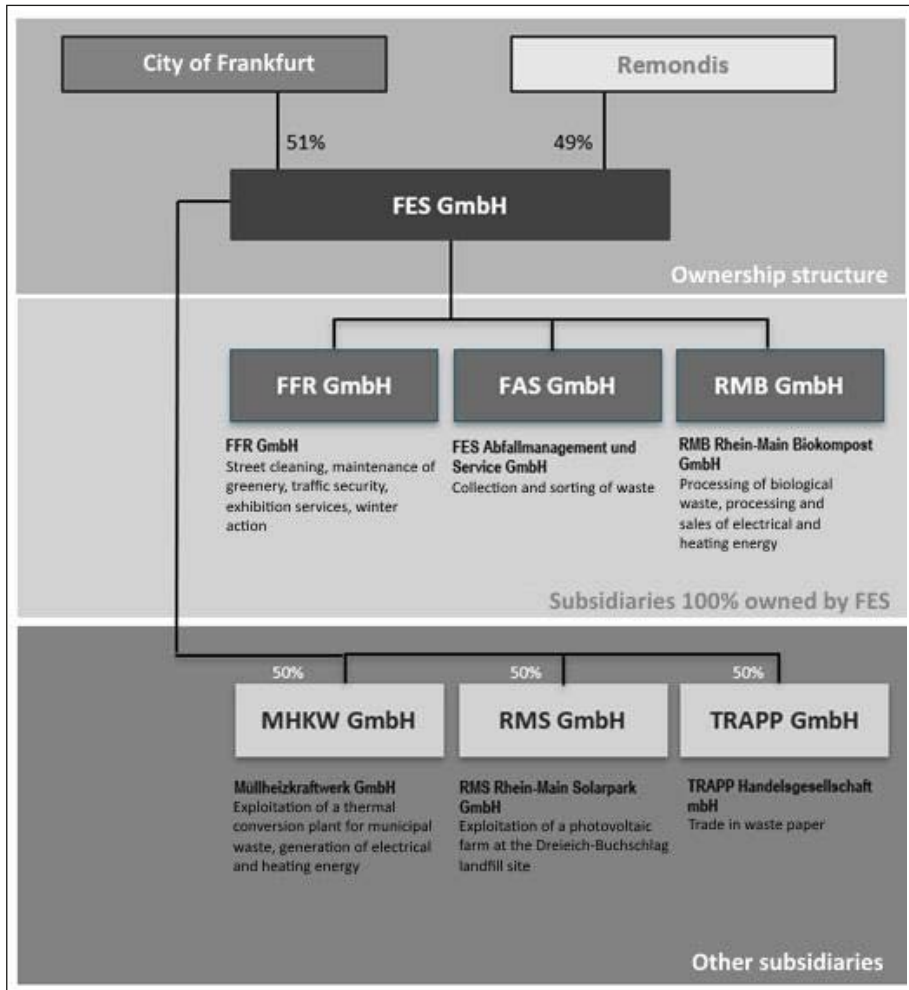 City of Frankfurt
Remondis
51%
49%
FES GmbH
Ownership structure
FFR GmbH
FAS GmbH
RMB GmbH
FFR GmbH
Street cleaning, maintenance of
greenery, traffic security,
exhibition services, winter
action
FES Abfallmanagement und
Service GmbH
Collection and sorting of waste
RMB Rhein-Main Biokompost
GmbH
Processing of biological
waste, processing and
sales of electrical and
heating energy
Subsidiaries 100% owned by FES
50%
50%
50%
MHKW GmbH
RMS GmbH
TRAPP GmbH
Müllheizkraftwerk GmbH
Exploitation of a thermal
conversion plant for municipal
waste, generation of electrical
and heating energy
RMS Rhein-Main Solarpark
GmbH
Exploitation of a photovoltaic
farm at the Dreieich-Buchschlag
landfill site
TRAPP Handelsgesellschaft
mbH
Trade in waste paper
Other subsidiaries